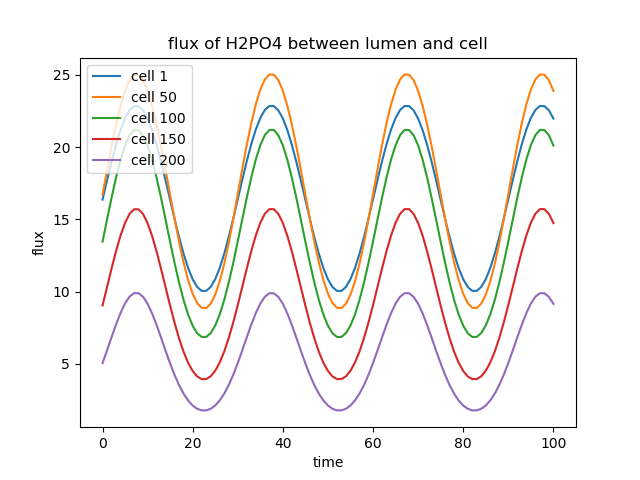 flux of H2PO4 between lumen and cell
25
20
15
10
5
flux
cell 1
cell 50
cell 100
cell 150
cell 200
0
20
40
60
80
100
time